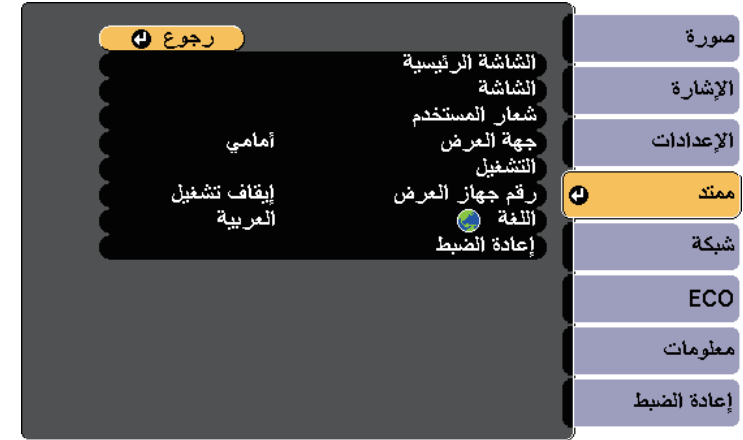 صورة
الإشارة
الإعدادات
ممتد
شبكة
ECO
معلومات
إعادة الضبط
رجوع
الشاشة الرئيسية
الشاشة
شعار المستخدم
جهة العرض أمامي
التشغيل
رقم جهاز العرض إيقاف تشغيل
اللغة العربية
إعادة الضبط